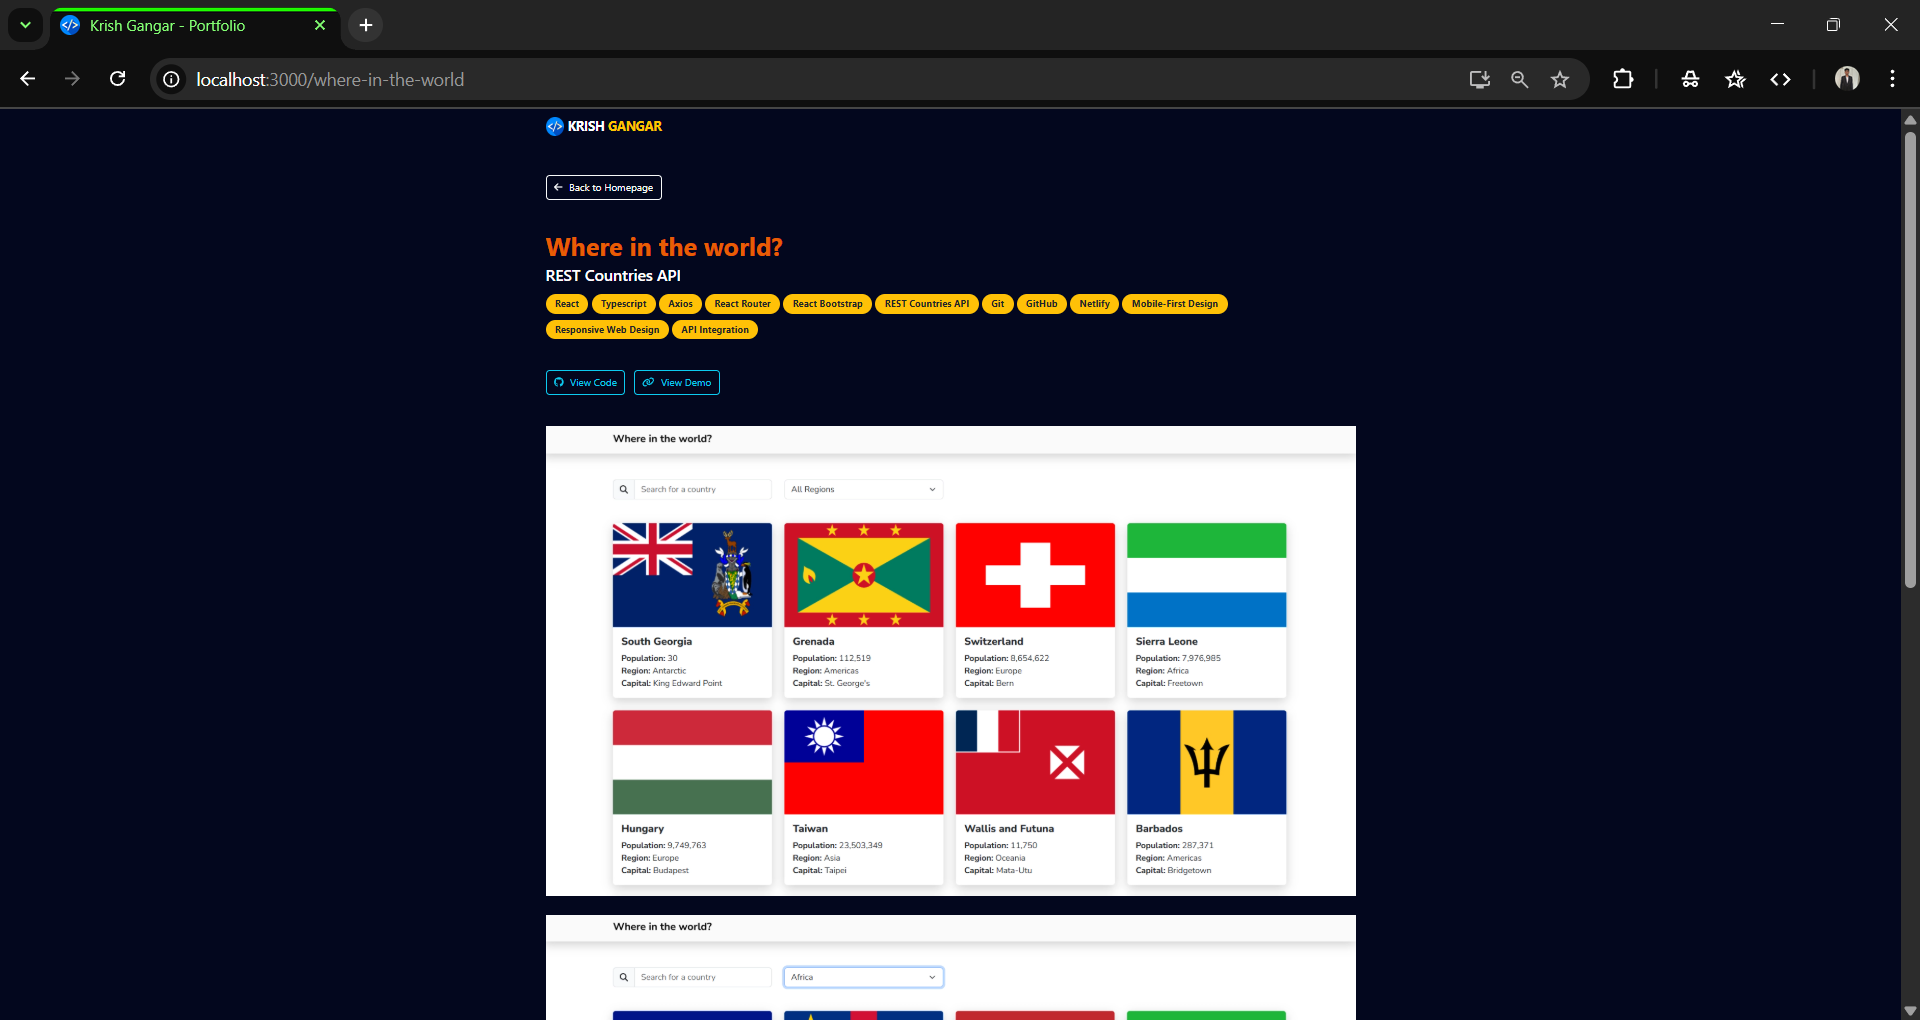 Krish Gangar - Portfolio
localhost:3000/where-in-the-world
KRISH GANGAR
Back to Homepage
Where in the world?
REST Countries API
React Typescript Axios React Router React Bootstrap REST Countries API Git GitHub Netlify Mobile-First Design
Responsive Web Design API Integration
View Code View Demo
Where in the world?
Search for a country All Regions
South Georgia
Population: 30
Region: Antarctic
Capital: King Edward Point
Grenada
Population: 112,519
Region: Americas
Capital: St. George's
Switzerland
Population: 8,654,622
Region: Europe
Capital: Bern
Sierra Leone
Population: 7,976,985
Region: Africa
Capital: Freetown
Hungary
Population: 9,749,763
Region: Europe
Capital: Budapest
Taiwan
Population: 23,503,349
Region: Asia
Capital: Taipei
Wallis and Futuna
Population: 11,750
Region: Oceania
Capital: Mata-Utu
Barbados
Population: 287,371
Region: Americas
Capital: Bridgetown
Where in the world?
Search for a country Africa